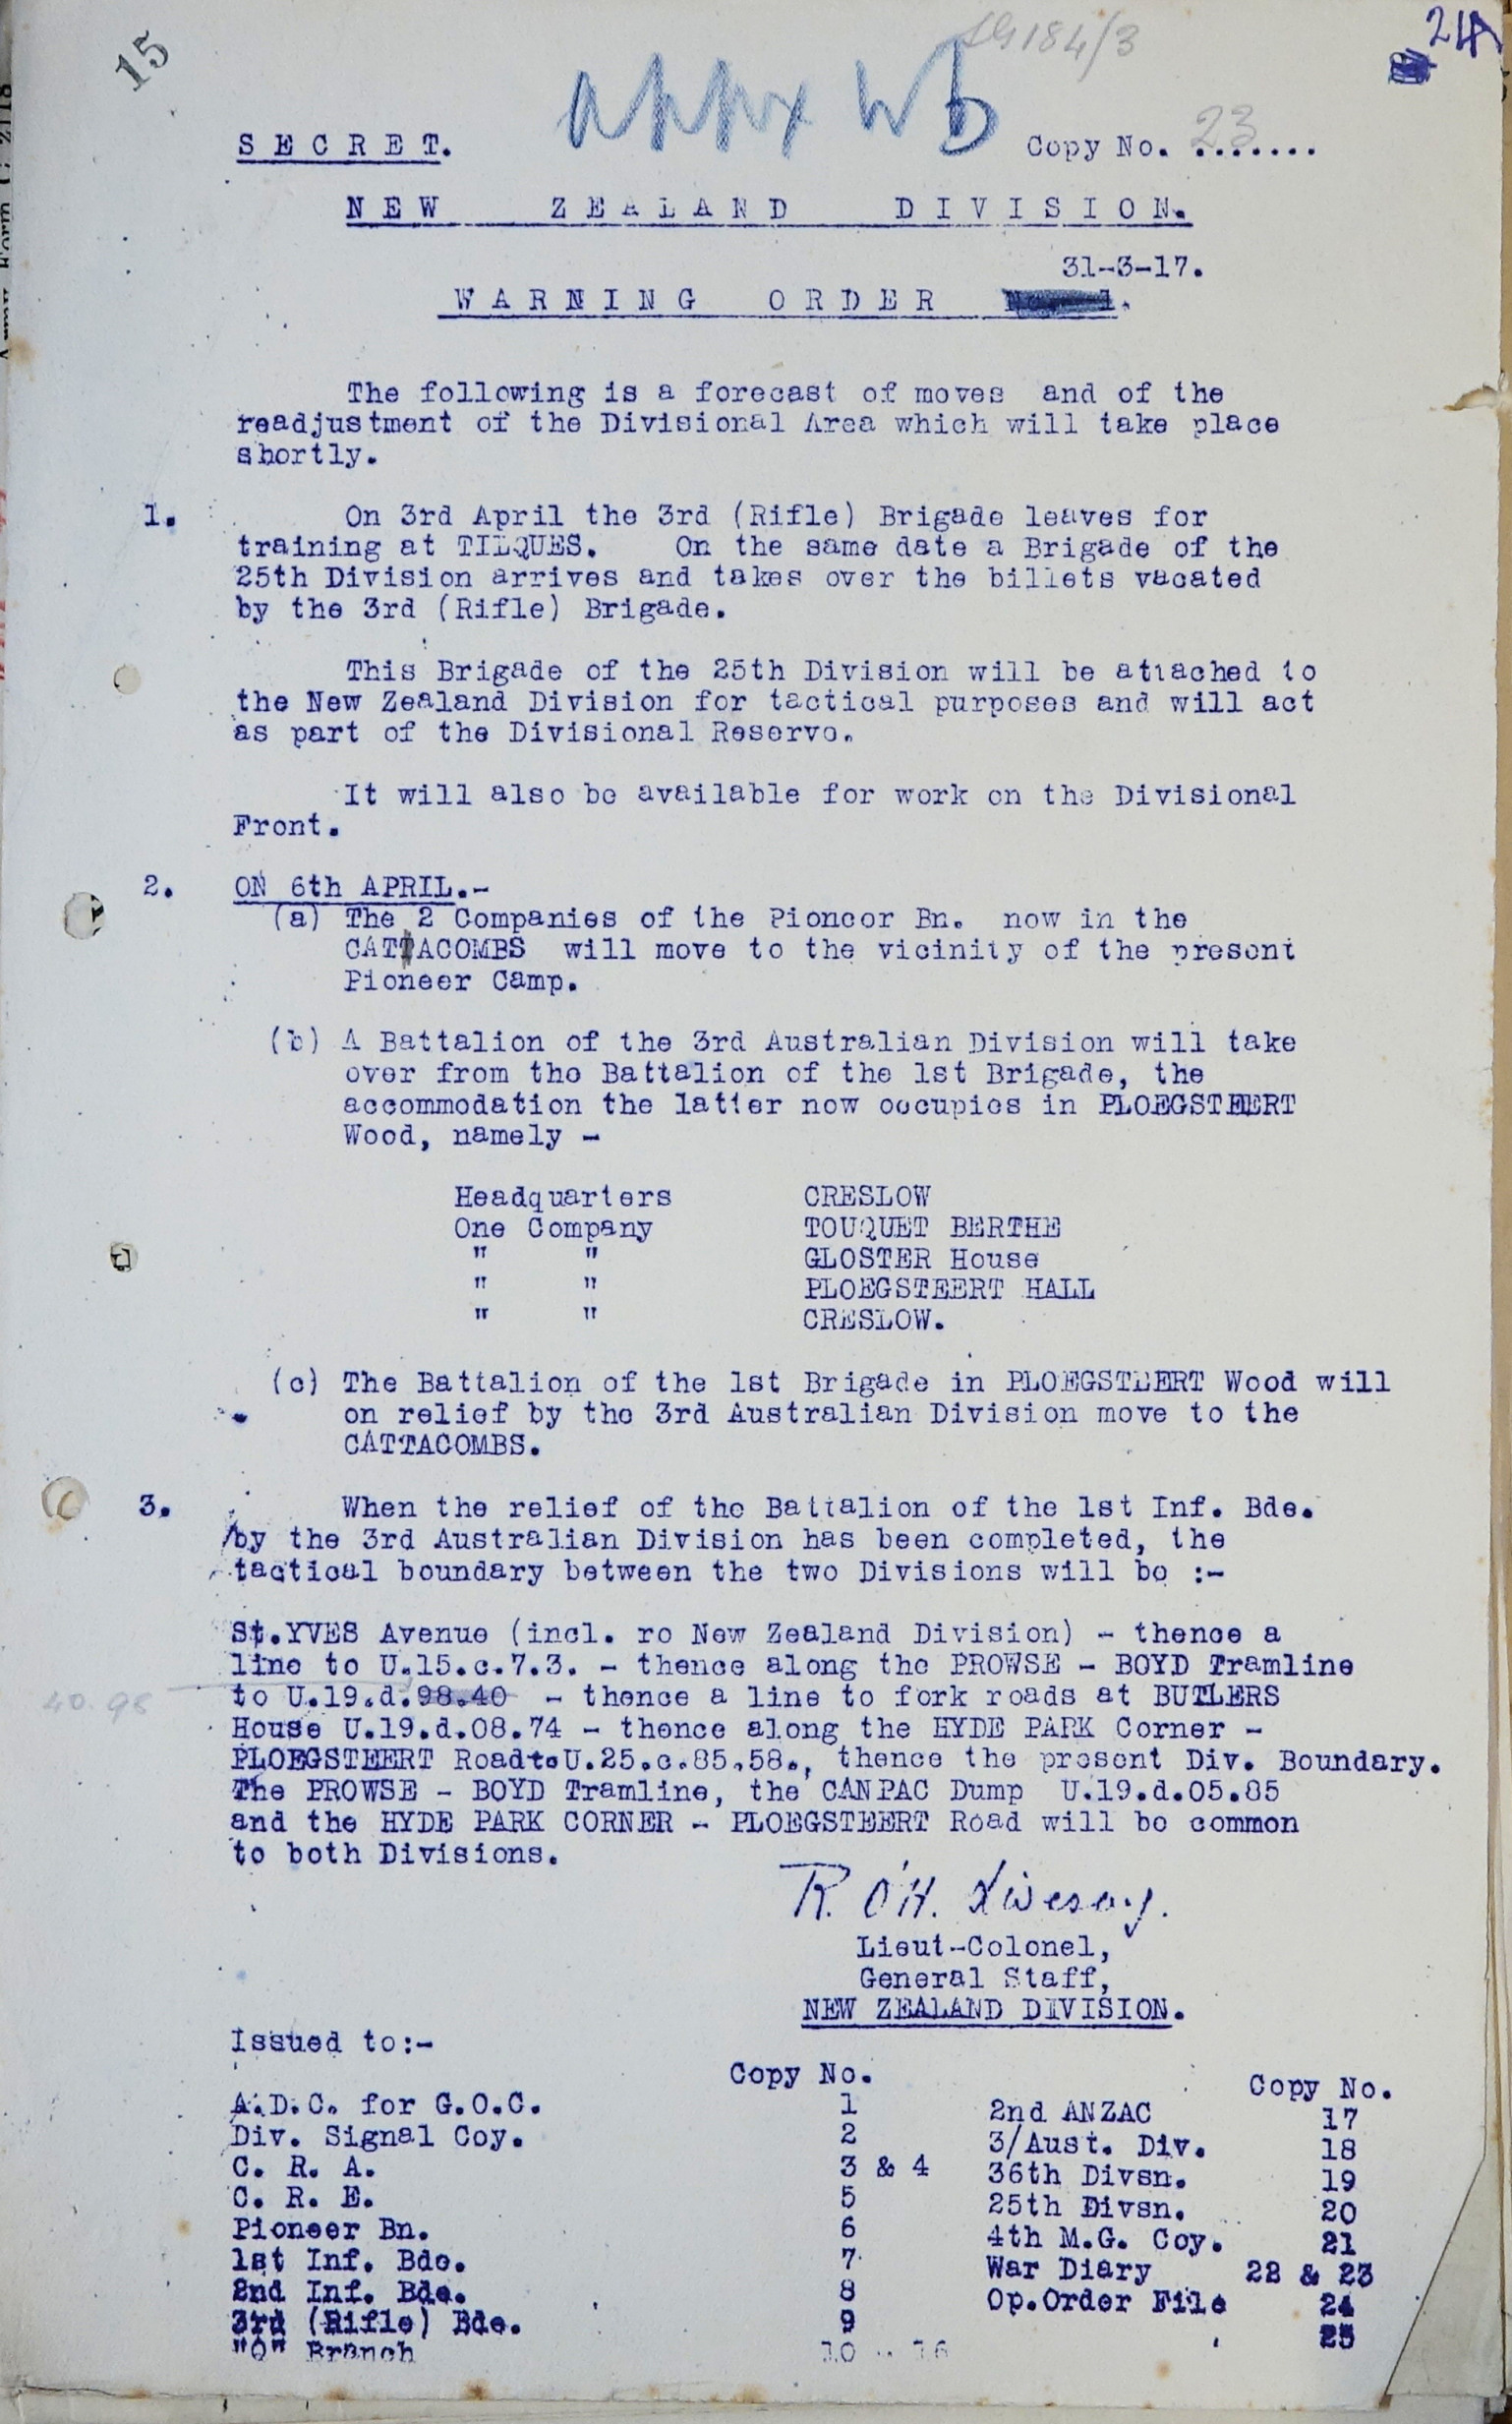 15
SG 184/3
24A
appx W D
SECRET. Copy No. 23.......
NEW ZEALAND DIVISION.
31-3-17.
WARNING ORDER
The following is a forecast of moves and of the
readjustment of the Divisional Area which will take place
shortly.
1. On 3rd April the 3rd (Rifle) Brigade leaves for
training at TILQUES. On the same date a Brigade of the
25th Division arrives and takes over the billets vacated
by the 3rd (Rifle) Brigade.
This Brigade of the 25th Division will be attached to
the New Zealand Division for tactical purposes and will act
as part of the Divisional Reserve.
It will also be available for work on the Divisional
Front.
2. ON 6th APRIL.-
(a) The 2 Companies of the Pioneer Bn. now in the
CATTACOMBS will move to the vicinity of the present
Pioneer Camp.
(b) A Battalion of the 3rd Australian Division will take
over from the Battalion of the 1st Brigade, the
accommodation the latter now occupies in PLOEGSTEERT
Wood, namely -
Headquarters CRESLOW
One Company TOUQUET BERTHE
" " GLOSTER House
" " PLOEGSTEERT HALL
" " CRESLOW.
(c) The Battalion of the 1st Brigade in PLOEGSTEERT Wood will
on relief by the 3rd Australian Division move to the
CATTACOMBS.
3. When the relief of the Battalion of the 1st Inf. Bde.
by the 3rd Australian Division has been completed, the
tactical boundary between the two Divisions will be :-
St.YVES Avenue (incl. ro New Zealand Division) - thence a
line to U.15.c.7.3. - thence along the PROWSE - BOYD Tramline
40.98 to U.19.d.98.40 - thence a line to fork roads at BUTLERS
House U.19.d.08.74 - thence along the HYDE PARK Corner -
PLOEGSTEERT Road to U.25.c.85.58., thence the present Div. Boundary.
The PROWSE - BOYD Tramline, the CANPAC Dump U.19.d.05.85
and the HYDE PARK CORNER - PLOEGSTEERT Road will be common
to both Divisions.
R. O'H. Livesay.
Lieut-Colonel,
General Staff,
NEW ZEALAND DIVISION.
Issued to:-
Copy No. Copy No.
A.D.C. for G.O.C. 1 2nd ANZAC 17
Div. Signal Coy. 2 3/Aust. Div. 18
C. R. A. 3 & 4 36th Divsn. 19
C. R. E. 5 25th Divsn. 20
Pioneer Bn. 6 4th M.G. Coy. 21
1st Inf. Bde. 7 War Diary 22 & 23
2nd Inf. Bde. 8 Op.Order File 24
3rd (Rifle) Bde. 9 25
"Q" Branch 10 - 16